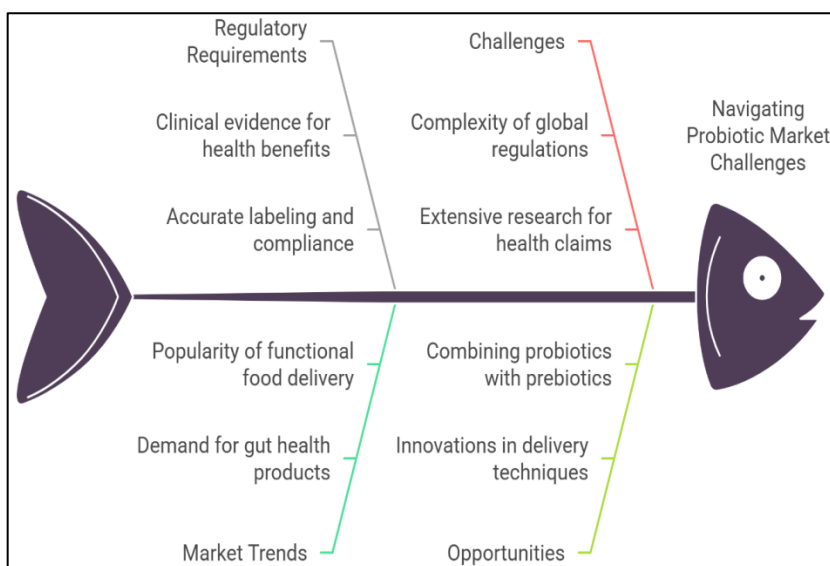 Regulatory
Requirements
Clinical evidence for
health benefits
Accurate labeling and
compliance
Challenges
Complexity of global
regulations
Extensive research for
health claims
Navigating
Probiotic Market
Challenges
Popularity of functional
food delivery
Demand for gut health
products
Market Trends
Combining probiotics
with prebiotics
Innovations in delivery
techniques
Opportunities